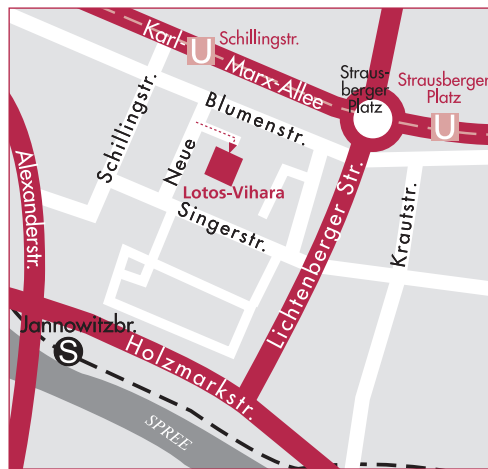 Karl-
Marx-Allee
U
Schillingstr.
Straus-
berger
Platz
Strausberger
Platz
U
Schillingstr.
Neue
Blumenstr.
Lotos-Vihara
Singerstr.
Alexanderstr.
Lichtenberger Str.
Krautstr.
Jannowitzbr.
S
Holzmarkstr.
SPREE